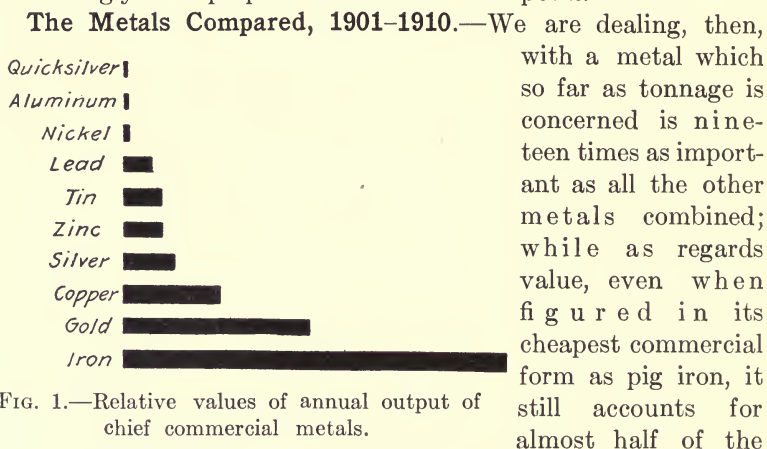 The Metals Compared, 1901–1910.—We are dealing, then,
Quicksilver
Aluminum
Nickel
Lead
Tin
Zinc
Silver
Copper
Gold
Iron
FIG. 1.—Relative values of annual output of
chief commercial metals.
with a metal which
so far as tonnage is
concerned is nine-
teen times as import-
ant as all the other
metals combined;
while as regards
value, even when
figured in its
cheapest commercial
form as pig iron, it
still accounts for
almost half of the